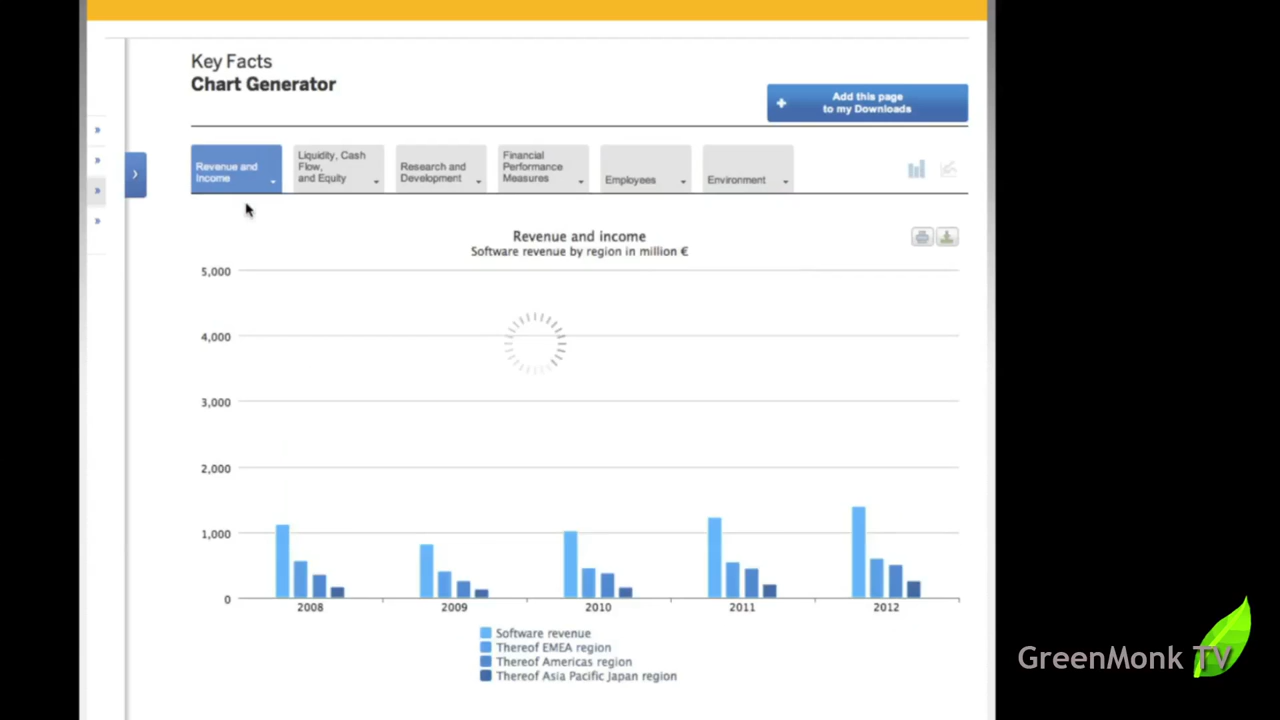 Key Facts
Chart Generator
Add this page
to my Downloads
Revenue and
Income
Liquidity, Cash
Flow,
and Equity
Research and
Development
Financial
Performance
Measures
Employees
Environment
Revenue and income
Software revenue by region in million €
5,000
4,000
3,000
2,000
1,000
0
2008 2009 2010 2011 2012
Software revenue
Thereof EMEA region
Thereof Americas region
Thereof Asia Pacific Japan region
GreenMonk TV